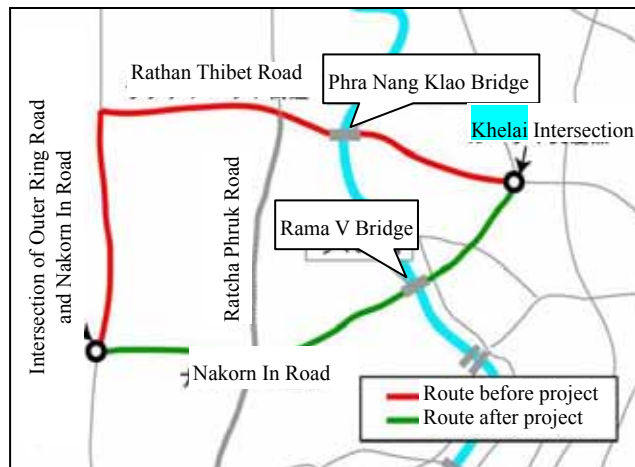 Rathan Thibet Road
Phra Nang Klao Bridge
Khelai Intersection
Intersection of Outer Ring Road
and Nakorn In Road
Ratcha Phruk Road
Rama V Bridge
Nakorn In Road
Route before project
Route after project